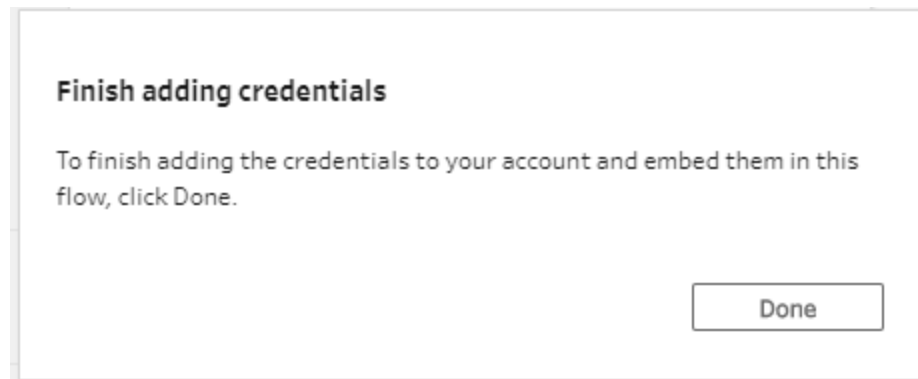 Finish adding credentials
To finish adding the credentials to your account and embed them in this
flow, click Done.
Done